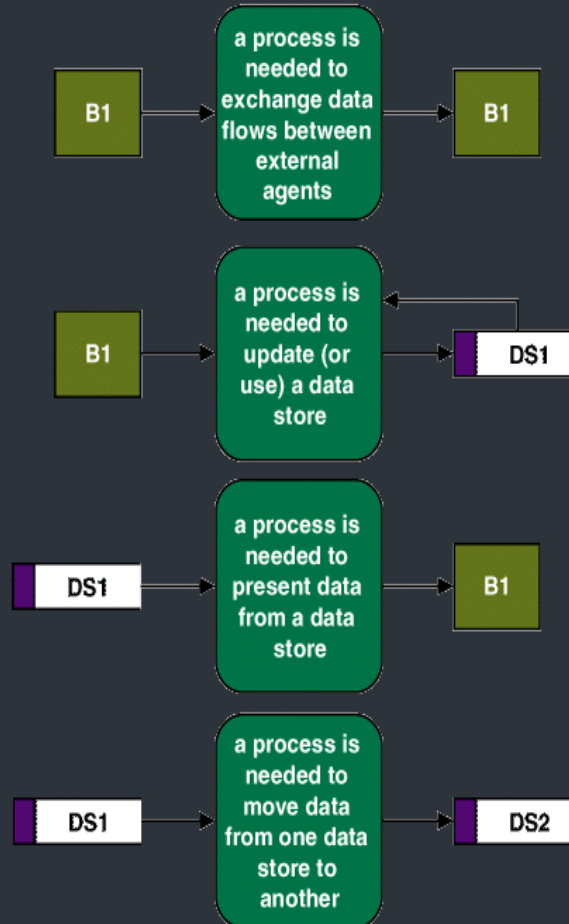 a process is
needed to
exchange data
flows between
external
agents
B1
B1
a process is
needed to
update (or
use) a data
store
B1
DS1
a process is
needed to
present data
from a data
store
DS1
B1
a process is
needed to
move data
from one data
store to
another
DS1
DS2